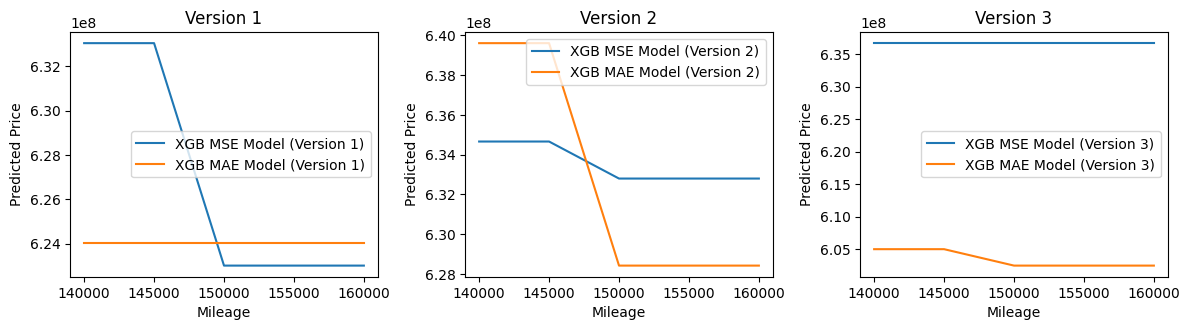 Version 1
1e8
6.32
6.30
6.28
6.26
6.24
Predicted Price
XGB MSE Model (Version 1)
XGB MAE Model (Version 1)
140000 145000 150000 155000 160000
Mileage
Version 2
1e8
6.40
6.38
6.36
6.34
6.32
6.30
6.28
Predicted Price
XGB MSE Model (Version 2)
XGB MAE Model (Version 2)
140000 145000 150000 155000 160000
Mileage
Version 3
1e8
6.35
6.30
6.25
6.20
6.15
6.10
6.05
Predicted Price
XGB MSE Model (Version 3)
XGB MAE Model (Version 3)
140000 145000 150000 155000 160000
Mileage